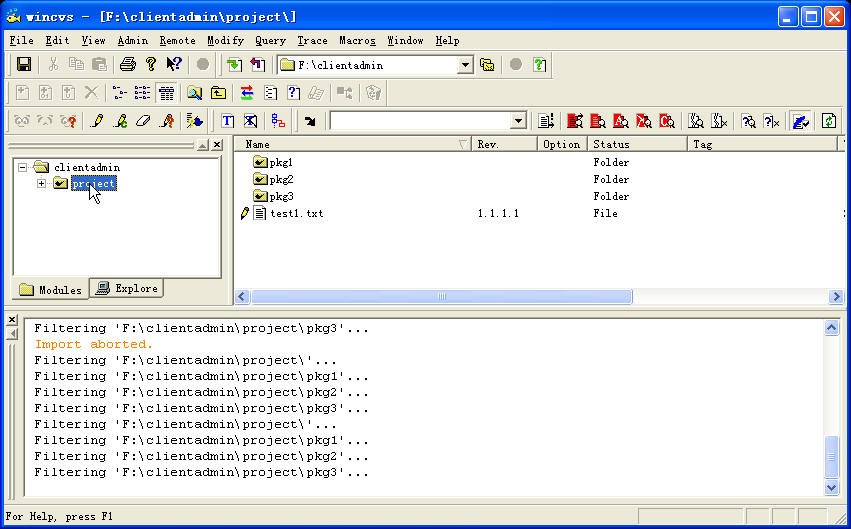 wincvs - [F:\clientadmin\project\]
File Edit View Admin Remote Modify Query Trace Macros Window Help
F:\clientadmin
Name Rev. Option Status Tag
clientadmin
project
pkg1 Folder
pkg2 Folder
pkg3 Folder
test1.txt 1.1.1.1 File
Modules Explore
Filtering 'F:\clientadmin\project\pkg3'...
Import aborted.
Filtering 'F:\clientadmin\project\'...
Filtering 'F:\clientadmin\project\pkg1'...
Filtering 'F:\clientadmin\project\pkg2'...
Filtering 'F:\clientadmin\project\pkg3'...
Filtering 'F:\clientadmin\project\'...
Filtering 'F:\clientadmin\project\pkg1'...
Filtering 'F:\clientadmin\project\pkg2'...
Filtering 'F:\clientadmin\project\pkg3'...
For Help, press F1